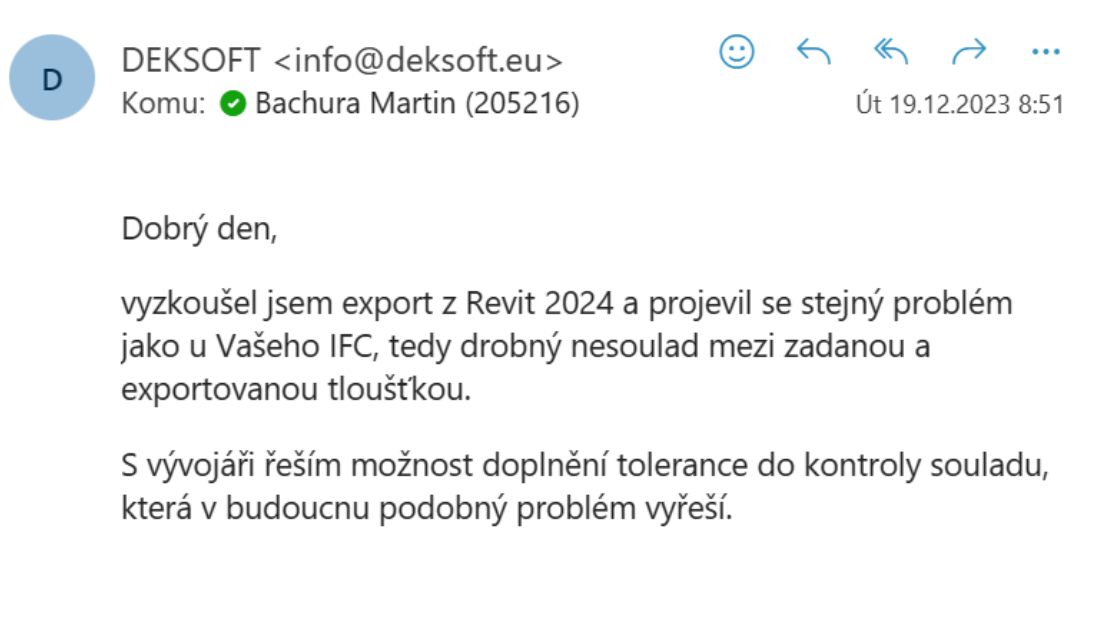 D
DEKSOFT <info@deksoft.eu>
Komu: Bachura Martin (205216)
Út 19.12.2023 8:51
Dobrý den,
vyzkoušel jsem export z Revit 2024 a projevil se stejný problém
jako u Vašeho IFC, tedy drobný nesoulad mezi zadanou a
exportovanou tloušťkou.
S vývojáři řeším možnost doplnění tolerance do kontroly souladu,
která v budoucnu podobný problém vyřeší.